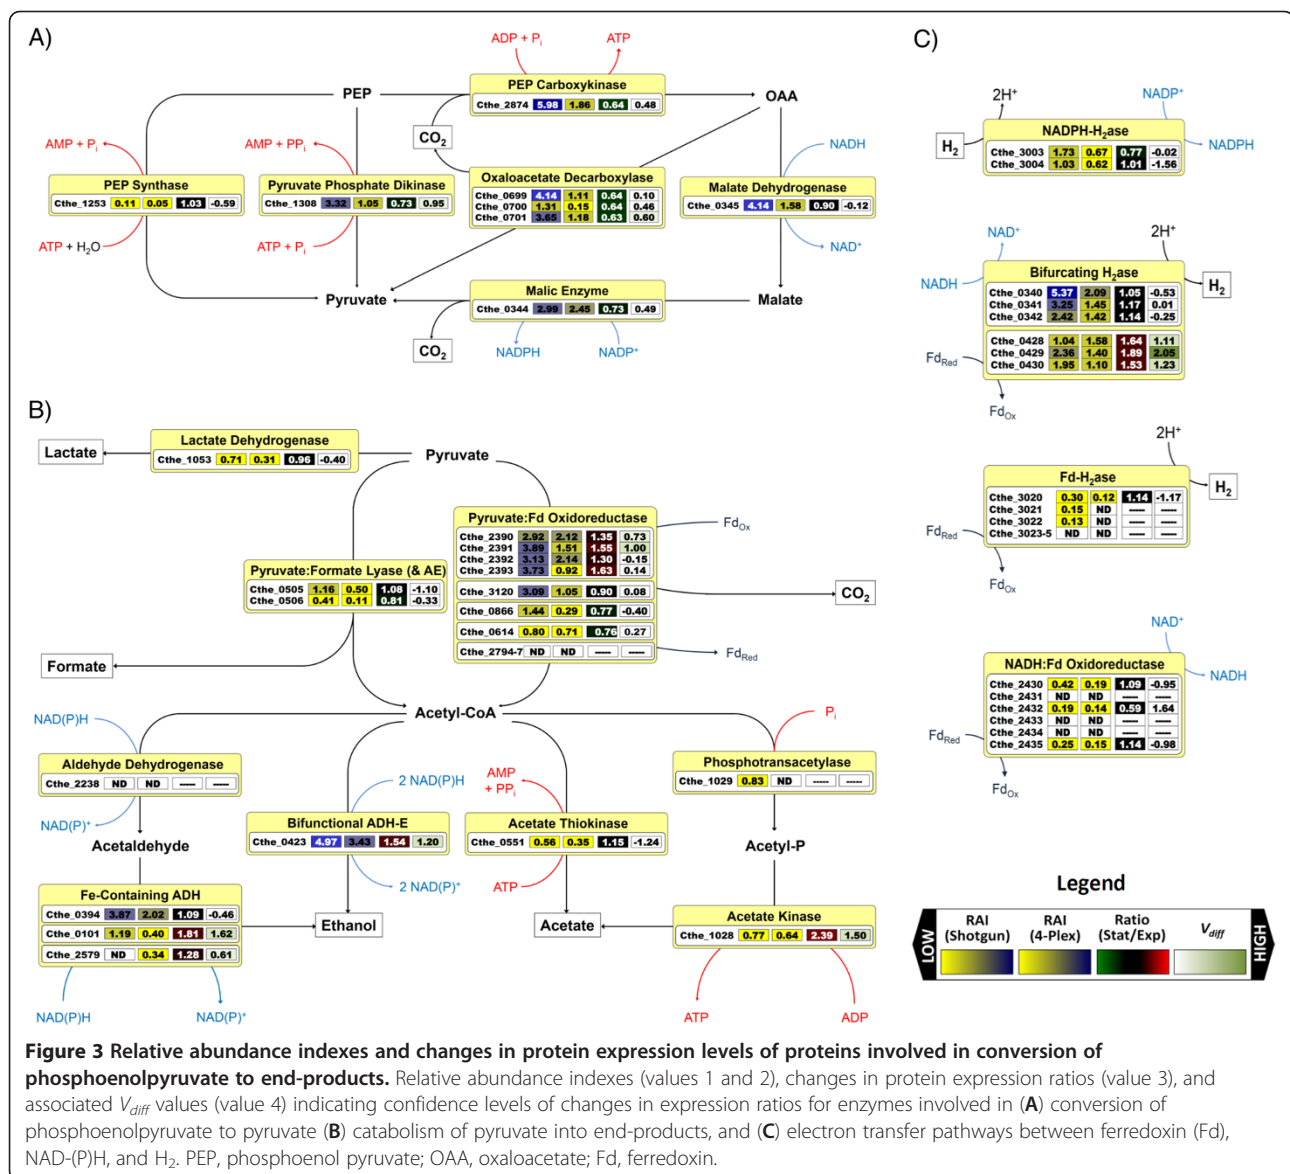 A)
ADP + Pi
ATP
PEP
PEP Carboxykinase
Cthe_2874 5.98 1.86 0.64 0.48
OAA
CO2
AMP + Pi
AMP + PPi
NADH
PEP Synthase
Cthe_1253 0.11 0.05 1.03 -0.59
Pyruvate Phosphate Dikinase
Cthe_1308 3.32 1.05 0.73 0.95
Oxaloacetate Decarboxylase
Cthe_0699 4.14 1.11 0.64 0.10
Cthe_0700 1.31 0.15 0.64 0.46
Cthe_0701 3.65 1.18 0.63 0.60
Malate Dehydrogenase
Cthe_0345 4.14 1.58 0.90 -0.12
ATP + H2O
ATP + Pi
NAD+
Pyruvate
Malic Enzyme
Cthe_0344 2.99 2.45 0.73 0.49
Malate
CO2
NADPH
NADP+
B)
Lactate
Lactate Dehydrogenase
Cthe_1053 0.71 0.31 0.96 -0.40
Pyruvate
Pyruvate:Fd Oxidoreductase
Cthe_2390 2.92 2.12 1.35 0.73
Cthe_2391 3.89 1.51 1.55 1.00
Cthe_2392 3.13 2.14 1.30 -0.15
Cthe_2393 3.73 0.92 1.63 0.14
Cthe_3120 3.09 1.05 0.90 0.08
Cthe_0866 1.44 0.29 0.77 -0.40
Cthe_0614 0.80 0.71 0.76 0.27
Cthe_2794-7 ND ND ----- -----
FdOx
CO2
FdRed
Pyruvate:Formate Lyase (& AE)
Cthe_0505 1.16 0.50 1.08 -1.10
Cthe_0506 0.41 0.11 0.81 -0.33
Formate
Acetyl-CoA
NAD(P)H
Aldehyde Dehydrogenase
Cthe_2238 ND ND ----- -----
NAD(P)+
Acetaldehyde
2 NAD(P)H
Bifunctional ADH-E
Cthe_0423 4.97 3.43 1.54 1.20
2 NAD(P)+
AMP
+ PPi
Acetate Thiokinase
Cthe_0551 0.56 0.35 1.15 -1.24
ATP
Pi
Phosphotransacetylase
Cthe_1029 0.83 ND ----- -----
Acetyl-P
Fe-Containing ADH
Cthe_0394 3.87 2.02 1.09 -0.46
Cthe_0101 1.19 0.40 1.81 1.62
Cthe_2579 ND 0.34 1.28 0.61
Ethanol
Acetate
Acetate Kinase
Cthe_1028 0.77 0.64 2.39 1.50
NAD(P)H
NAD(P)+
ATP
ADP
C)
2H+
NADP+
H2
NADPH-H2ase
Cthe_3003 1.73 0.67 0.77 -0.02
Cthe_3004 1.03 0.62 1.01 -1.56
NADPH
NAD+
2H+
NADH
Bifurcating H2ase
Cthe_0340 5.37 2.09 1.05 -0.53
Cthe_0341 3.25 1.45 1.17 0.01
Cthe_0342 2.42 1.42 1.14 -0.25
Cthe_0428 1.04 1.58 1.64 1.11
Cthe_0429 2.36 1.40 1.89 2.05
Cthe_0430 1.95 1.10 1.53 1.23
H2
FdRed
FdOx
2H+
Fd-H2ase
Cthe_3020 0.30 0.12 1.14 -1.17
Cthe_3021 0.15 ND ----- -----
Cthe_3022 0.13 ND ----- -----
Cthe_3023-5 ND ND ----- -----
H2
FdRed
FdOx
NAD+
NADH:Fd Oxidoreductase
Cthe_2430 0.42 0.19 1.09 -0.95
Cthe_2431 ND ND ----- -----
Cthe_2432 0.19 0.14 0.59 1.64
Cthe_2433 ND ND ----- -----
Cthe_2434 ND ND ----- -----
Cthe_2435 0.25 0.15 1.14 -0.98
NADH
FdRed
FdOx
Legend
LOW
RAI (Shotgun)
RAI (4-Plex)
Ratio (Stat/Exp)
Vdiff
HIGH
Figure 3 Relative abundance indexes and changes in protein expression levels of proteins involved in conversion of
phosphoenolpyruvate to end-products. Relative abundance indexes (values 1 and 2), changes in protein expression ratios (value 3), and
associated Vdiff values (value 4) indicating confidence levels of changes in expression ratios for enzymes involved in (A) conversion of
phosphoenolpyruvate to pyruvate (B) catabolism of pyruvate into end-products, and (C) electron transfer pathways between ferredoxin (Fd),
NAD-(P)H, and H2. PEP, phosphoenol pyruvate; OAA, oxaloacetate; Fd, ferredoxin.